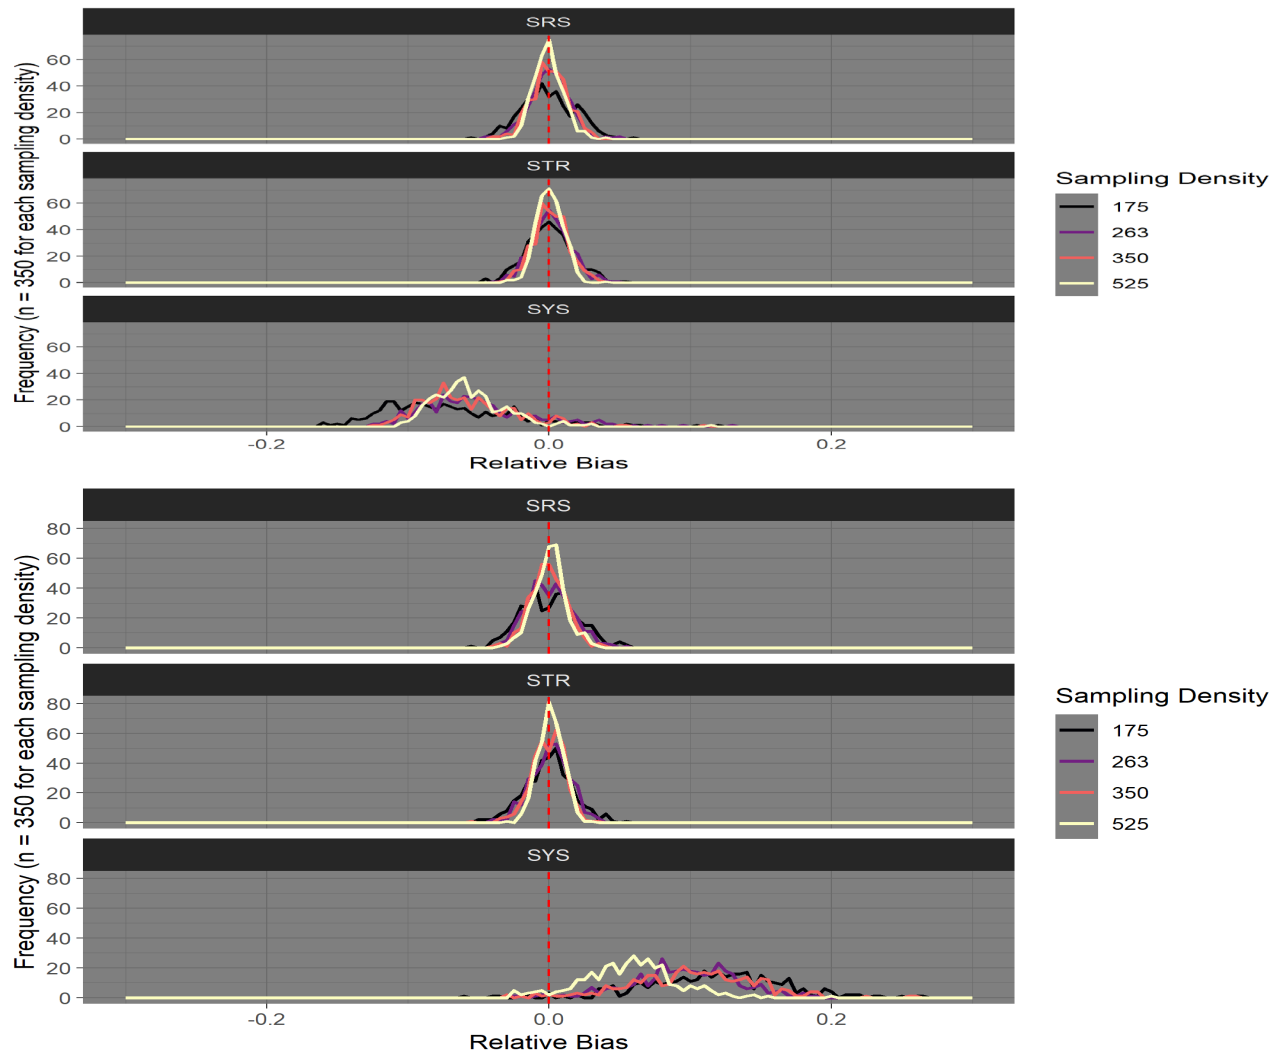 SRS
60
40
20
0
STR
60
40
20
0
SYS
60
40
20
0
-0.2 0.0 0.2
Relative Bias
Frequency (n = 350 for each sampling density)
Sampling Density
175
263
350
525
SRS
80
60
40
20
0
STR
80
60
40
20
0
SYS
80
60
40
20
0
-0.2 0.0 0.2
Relative Bias
Frequency (n = 350 for each sampling density)
Sampling Density
175
263
350
525